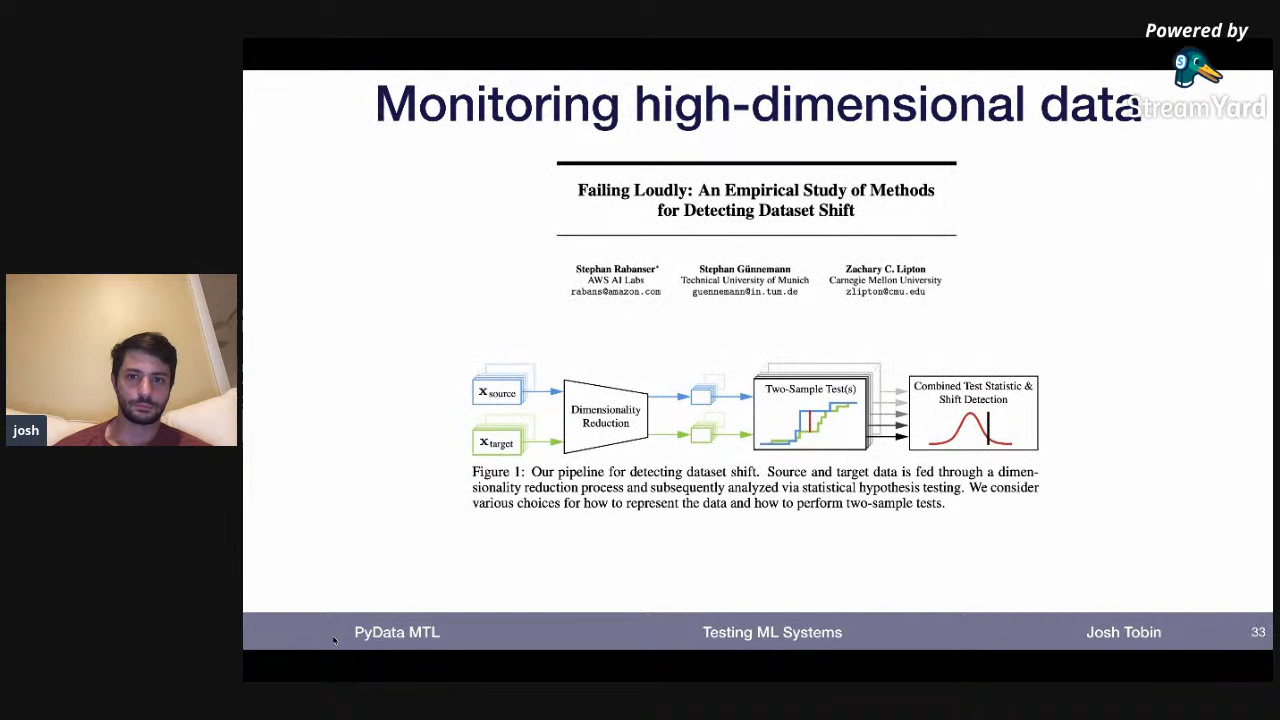 Powered by
StreamYard
Monitoring high-dimensional data
Failing Loudly: An Empirical Study of Methods
for Detecting Dataset Shift
Stephan Rabanser*
AWS AI Labs
rabans@amazon.com
Stephan Günnemann
Technical University of Munich
guennemann@in.tum.de
Zachary C. Lipton
Carnegie Mellon University
zlipton@cmu.edu
x source
x target
Dimensionality
Reduction
Two-Sample Test(s)
Combined Test Statistic &
Shift Detection
Figure 1: Our pipeline for detecting dataset shift. Source and target data is fed through a dimen-
sionality reduction process and subsequently analyzed via statistical hypothesis testing. We consider
various choices for how to represent the data and how to perform two-sample tests.
josh
PyData MTL
Testing ML Systems
Josh Tobin
33